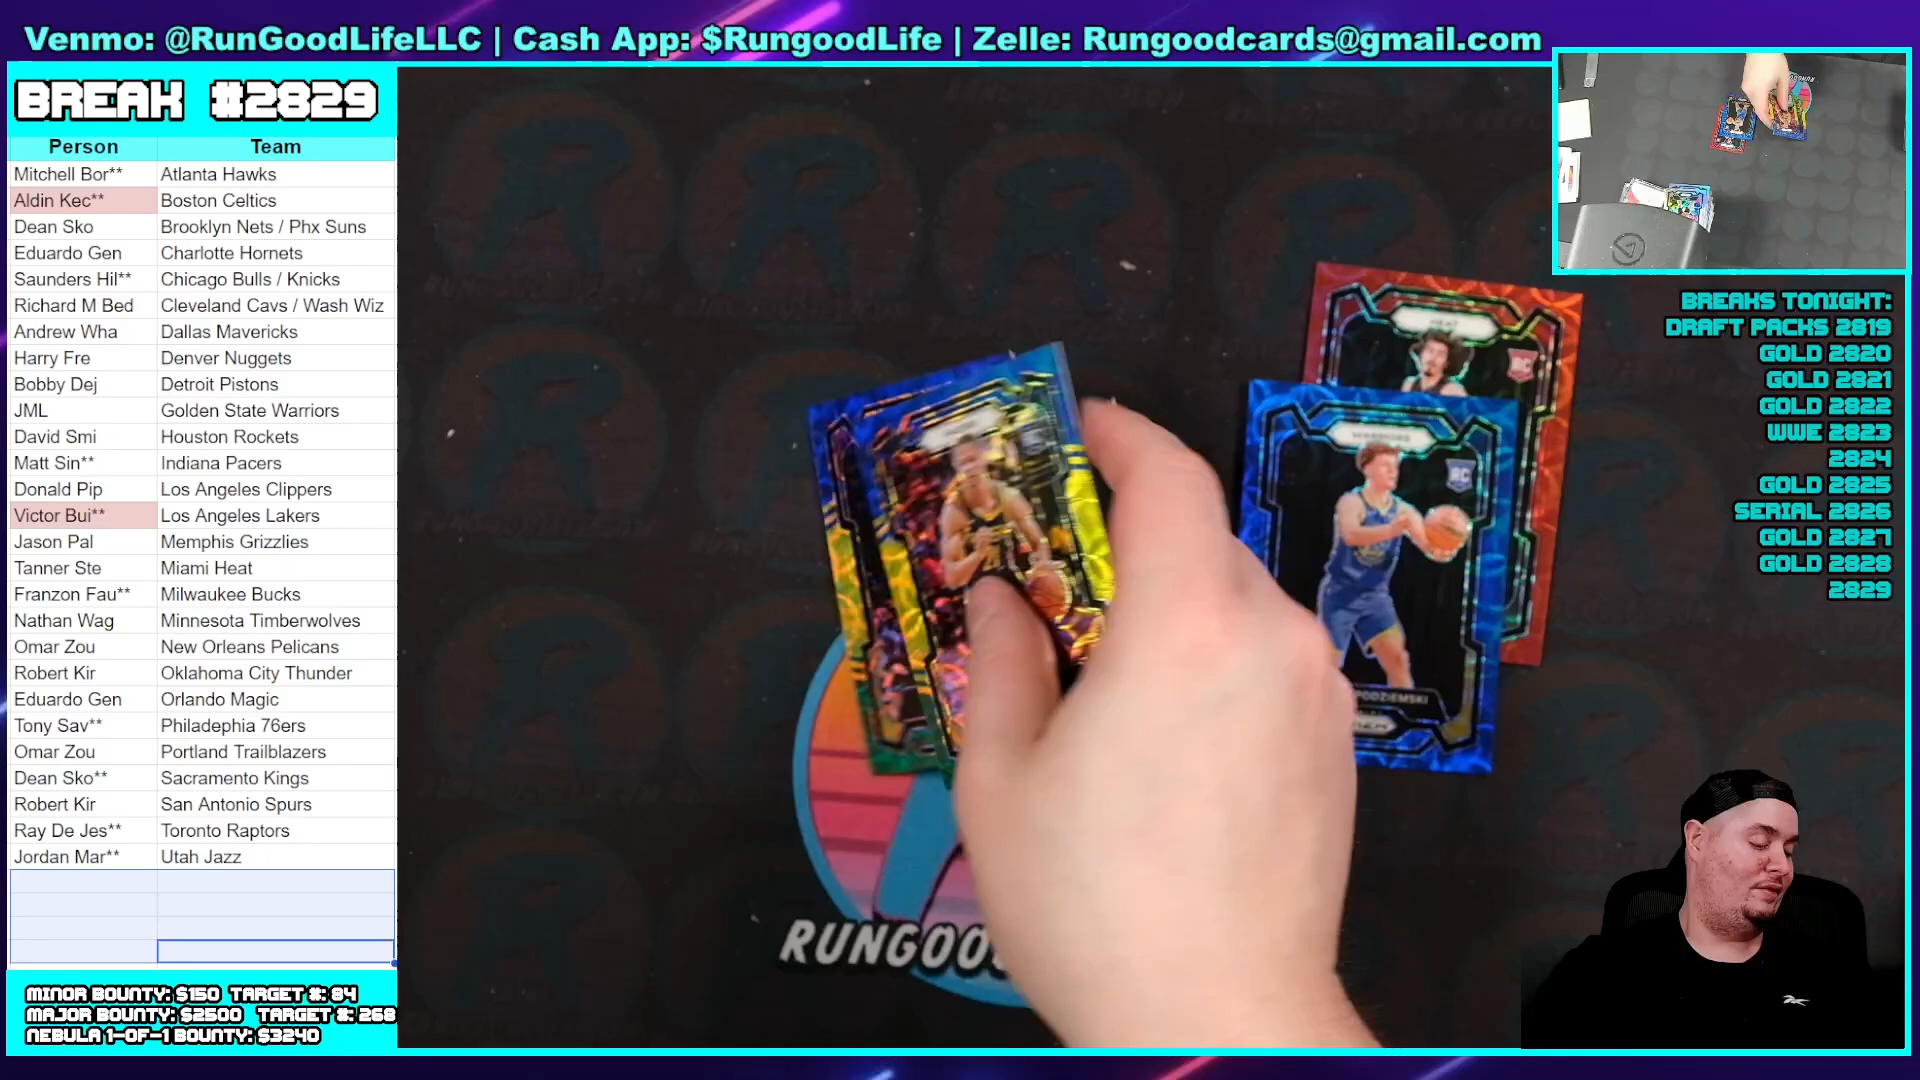 Venmo: @RunGoodLifeLLC | Cash App: $RungoodLife | Zelle: Rungoodcards@gmail.com
BREAK #2829
Person Team
Mitchell Bor** Atlanta Hawks
Aldin Kec** Boston Celtics
Dean Sko Brooklyn Nets / Phx Suns
Eduardo Gen Charlotte Hornets
Saunders Hil** Chicago Bulls / Knicks
Richard M Bed Cleveland Cavs / Wash Wiz
Andrew Wha Dallas Mavericks
Harry Fre Denver Nuggets
Bobby Dej Detroit Pistons
JML Golden State Warriors
David Smi Houston Rockets
Matt Sin** Indiana Pacers
Donald Pip Los Angeles Clippers
Victor Bui** Los Angeles Lakers
Jason Pal Memphis Grizzlies
Tanner Ste Miami Heat
Franzon Fau** Milwaukee Bucks
Nathan Wag Minnesota Timberwolves
Omar Zou New Orleans Pelicans
Robert Kir Oklahoma City Thunder
Eduardo Gen Orlando Magic
Tony Sav** Philadephia 76ers
Omar Zou Portland Trailblazers
Dean Sko** Sacramento Kings
Robert Kir San Antonio Spurs
Ray De Jes** Toronto Raptors
Jordan Mar** Utah Jazz
MINOR BOUNTY: $150 TARGET #: 84
MAJOR BOUNTY: $2500 TARGET #: 268
NEBULA 1-OF-1 BOUNTY: $3240
HEAT
RC
WARRIORS
RC
PODZIEMSKI
RUNGOO
BREAKS TONIGHT:
DRAFT PACKS 2819
GOLD 2820
GOLD 2821
GOLD 2822
WWE 2823
2824
GOLD 2825
SERIAL 2826
GOLD 2827
GOLD 2828
2829